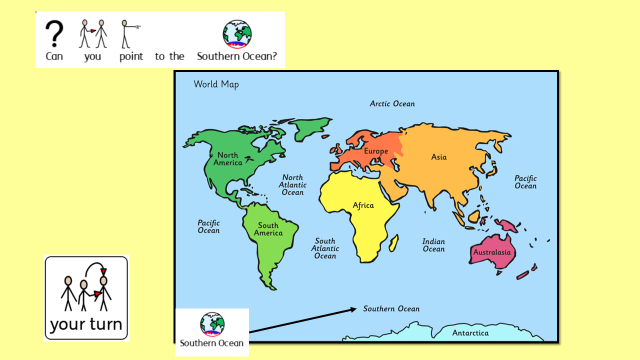 ?
Can you point to the Southern Ocean?
World Map
Arctic Ocean
North
America
Europe
Asia
North
Atlantic
Ocean
Pacific
Ocean
Africa
Pacific
Ocean
South
America
South
Atlantic
Ocean
Indian
Ocean
Australasia
Southern Ocean
your turn
Southern Ocean
Antarctica